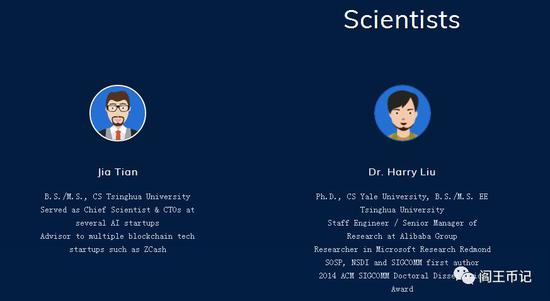 Scientists
Jia Tian
B.S./M.S., CS Tsinghua University
Served as Chief Scientist & CTOs at
several AI startups
Advisor to multiple blockchain tech
startups such as ZCash
Dr. Harry Liu
Ph.D., CS Yale University, B.S./M.S. EE
Tsinghua University
Staff Engineer / Senior Manager of
Research at Alibaba Group
Researcher in Microsoft Research Redmond
SOSP, NSDI and SIGCOMM first author
2014 ACM SIGCOMM Doctoral
Award
阎王币记